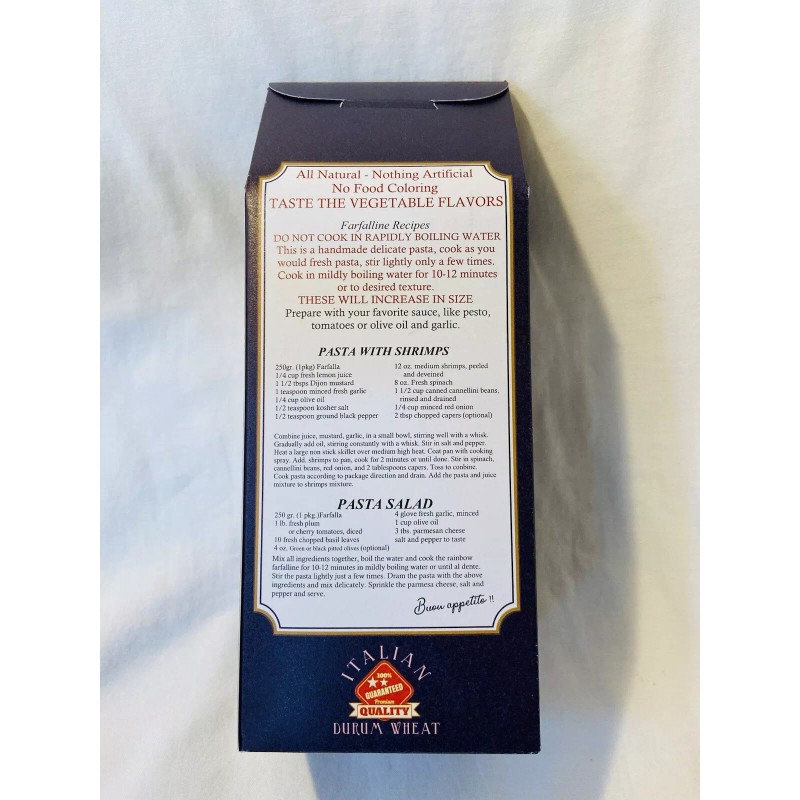 All Natural - Nothing Artificial
No Food Coloring
TASTE THE VEGETABLE FLAVORS
Farfalline Recipes
DO NOT COOK IN RAPIDLY BOILING WATER
This is a handmade delicate pasta, cook as you
would fresh pasta, stir lightly only a few times.
Cook in mildly boiling water for 10-12 minutes
or to desired texture.
THESE WILL INCREASE IN SIZE
Prepare with your favorite sauce, like pesto,
tomatoes or olive oil and garlic.
PASTA WITH SHRIMPS
250gr. (1pkg) Farfalla
1/4 cup fresh lemon juice
1 1/2 tbsps Dijon mustard
1 teaspoon minced fresh garlic
1/4 cup olive oil
1/2 teaspoon kosher salt
1/2 teaspoon ground black pepper
12 oz. medium shrimps, peeled
and deveined
8 oz. Fresh spinach
1 1/2 cup canned cannellini beans,
rinsed and drained
1/4 cup minced red onion
2 tbsp chopped capers (optional)
Combine juice, mustard, garlic, in a small bowl, stirring well with a whisk.
Gradually add oil, stirring constantly with a whisk. Stir in salt and pepper.
Heat a large non stick skillet over medium high heat. Coat pan with cooking
spray. Add. shrimps to pan, cook for 2 minutes or until done. Stir in spinach,
cannellini beans, red onion, and 2 tablespoons capers. Toss to conbine.
Cook pasta according to package direction and drain. Add rhe pasta and juice
mixture to shrimps mixture.
PASTA SALAD
250 gr. (1 pkg.)Farfalla
1 lb. fresh plum
or cherry tomatoes, diced
10 fresh chopped basil leaves
4 oz. Green or black pitted olives (optional)
4 glove fresh garlic, minced
1 cup olive oil
3 tbs. parmesan cheese
salt and pepper to taste
Mix all ingredients together, boil the water and cook the rainbow
farfalline for 10-12 minutes in mildly boiling water or until al dente.
Stir the pasta lightly just a few times. Dram the pasta with the above
ingredients and mix delicately. Sprinkle the parmesa cheese, salt and
pepper and serve.
Buon appetito !!
ITALIAN
100%
GUARANTEED
Premium
QUALITY
DURUM WHEAT